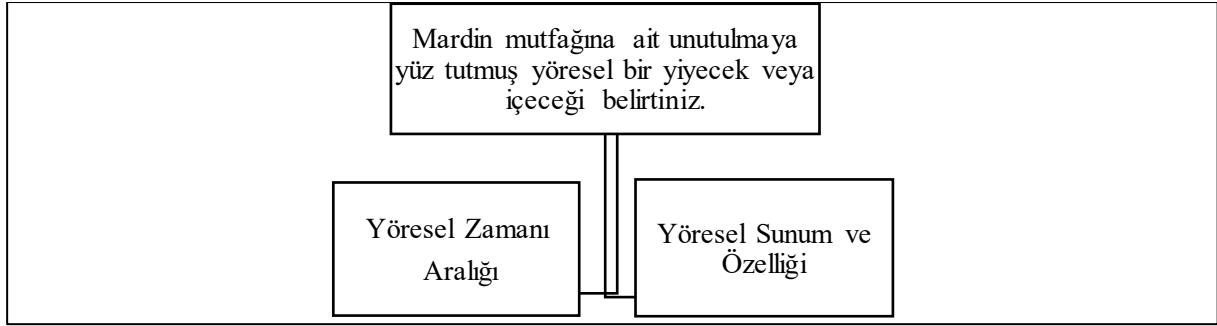 Mardin mutfağına ait unutulmaya
yüz tutmuş yöresel bir yiyecek veya
içeceği belirtiniz.
Yöresel Zamanı
Aralığı
Yöresel Sunum ve
Özelliği